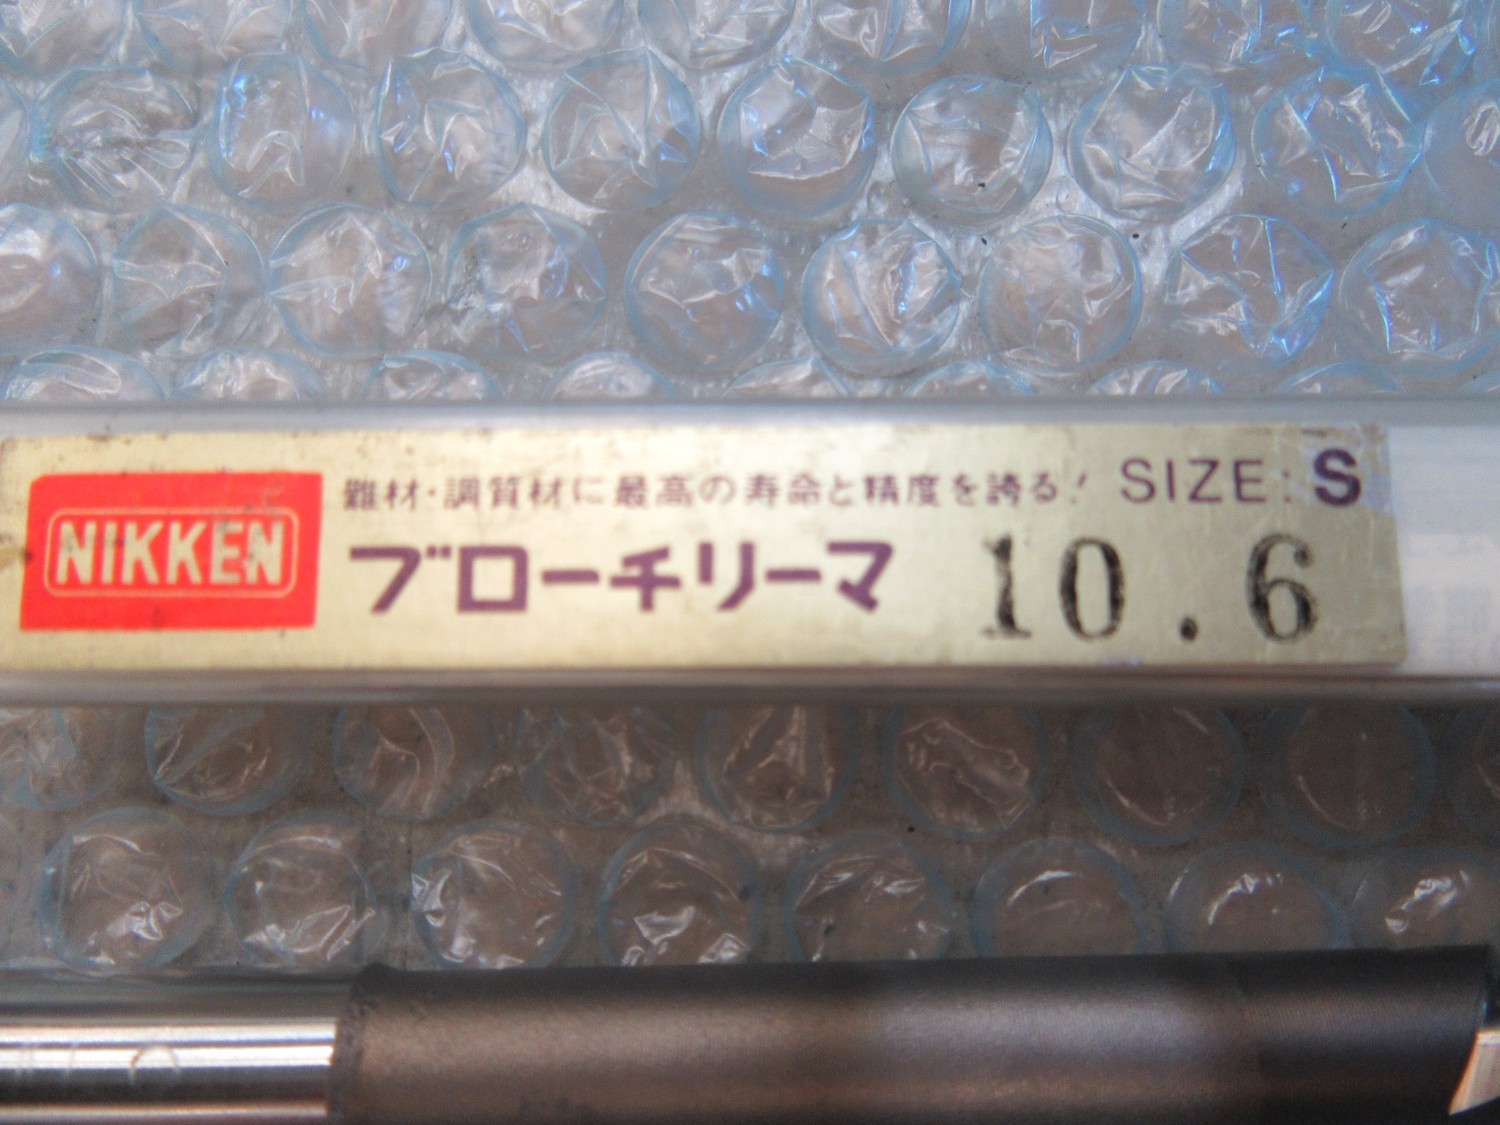 NIKKEN
難材・調質材に最高の寿命と精度を誇る! SIZE: S
ブローチリーマ 10.6